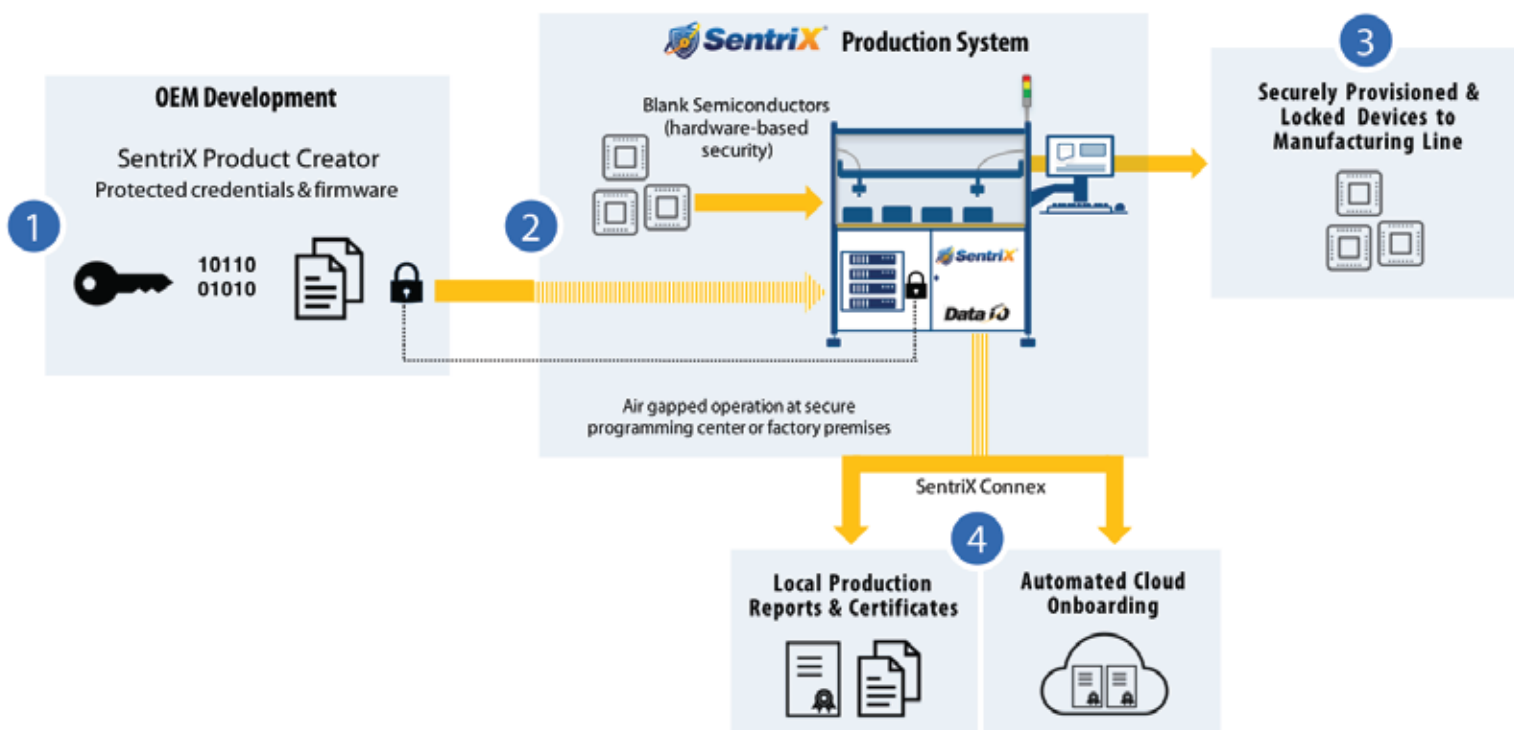 1
OEM Development
SentriX Product Creator
Protected credentials & firmware
10110
01010
2
SentriX Production System
Blank Semiconductors
(hardware-based
security)
SentriX
Data iO
Air gapped operation at secure
programming center or factory premises
3
Securely Provisioned &
Locked Devices to
Manufacturing Line
SentriX Connex
4
Local Production
Reports & Certificates
Automated Cloud
Onboarding